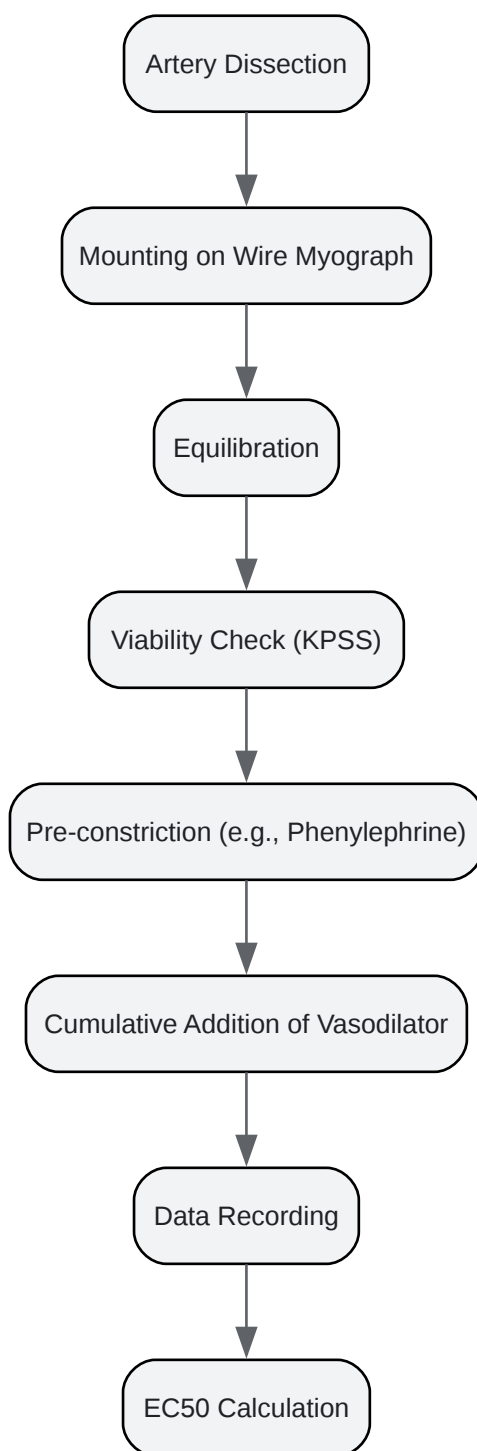 Artery Dissection
Mounting on Wire Myograph
Equilibration
Viability Check (KPSS)
Pre-constriction (e.g., Phenylephrine)
Cumulative Addition of Vasodilator
Data Recording
EC50 Calculation